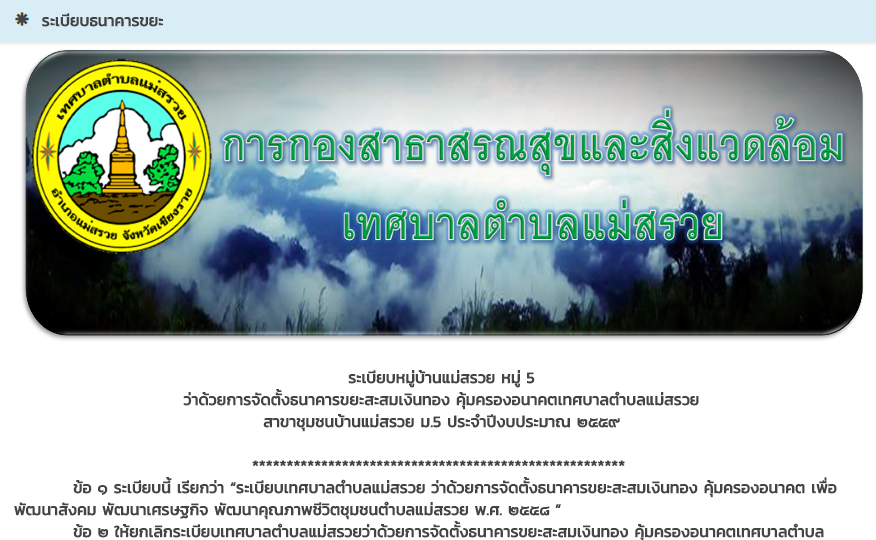 ระเบียบธนาคารขยะ
เทศบาลตำบลแม่สรวย
อำเภอแม่สรวย จังหวัดเชียงราย
การกองสาธาสรณสุขและสิ่งแวดล้อม
เทศบาลตำบลแม่สรวย
ระเบียบหมู่บ้านแม่สรวย หมู่ 5
ว่าด้วยการจัดตั้งธนาคารขยะสะสมเงินทอง คุ้มครองอนาคตเทศบาลตำบลแม่สรวย
สาขาชุมชนบ้านแม่สรวย ม.5 ประจำปีงบประมาณ ๒๕๕๙
******************************************************
ข้อ ๑ ระเบียบนี้ เรียกว่า “ระเบียบเทศบาลตำบลแม่สรวย ว่าด้วยการจัดตั้งธนาคารขยะสะสมเงินทอง คุ้มครองอนาคต เพื่อ
พัฒนาสังคม พัฒนาเศรษฐกิจ พัฒนาคุณภาพชีวิตชุมชนตำบลแม่สรวย พ.ศ. ๒๕๕๘ ”
ข้อ ๒ ให้ยกเลิกระเบียบเทศบาลตำบลแม่สรวยว่าด้วยการจัดตั้งธนาคารขยะสะสมเงินทอง คุ้มครองอนาคตเทศบาลตำบล